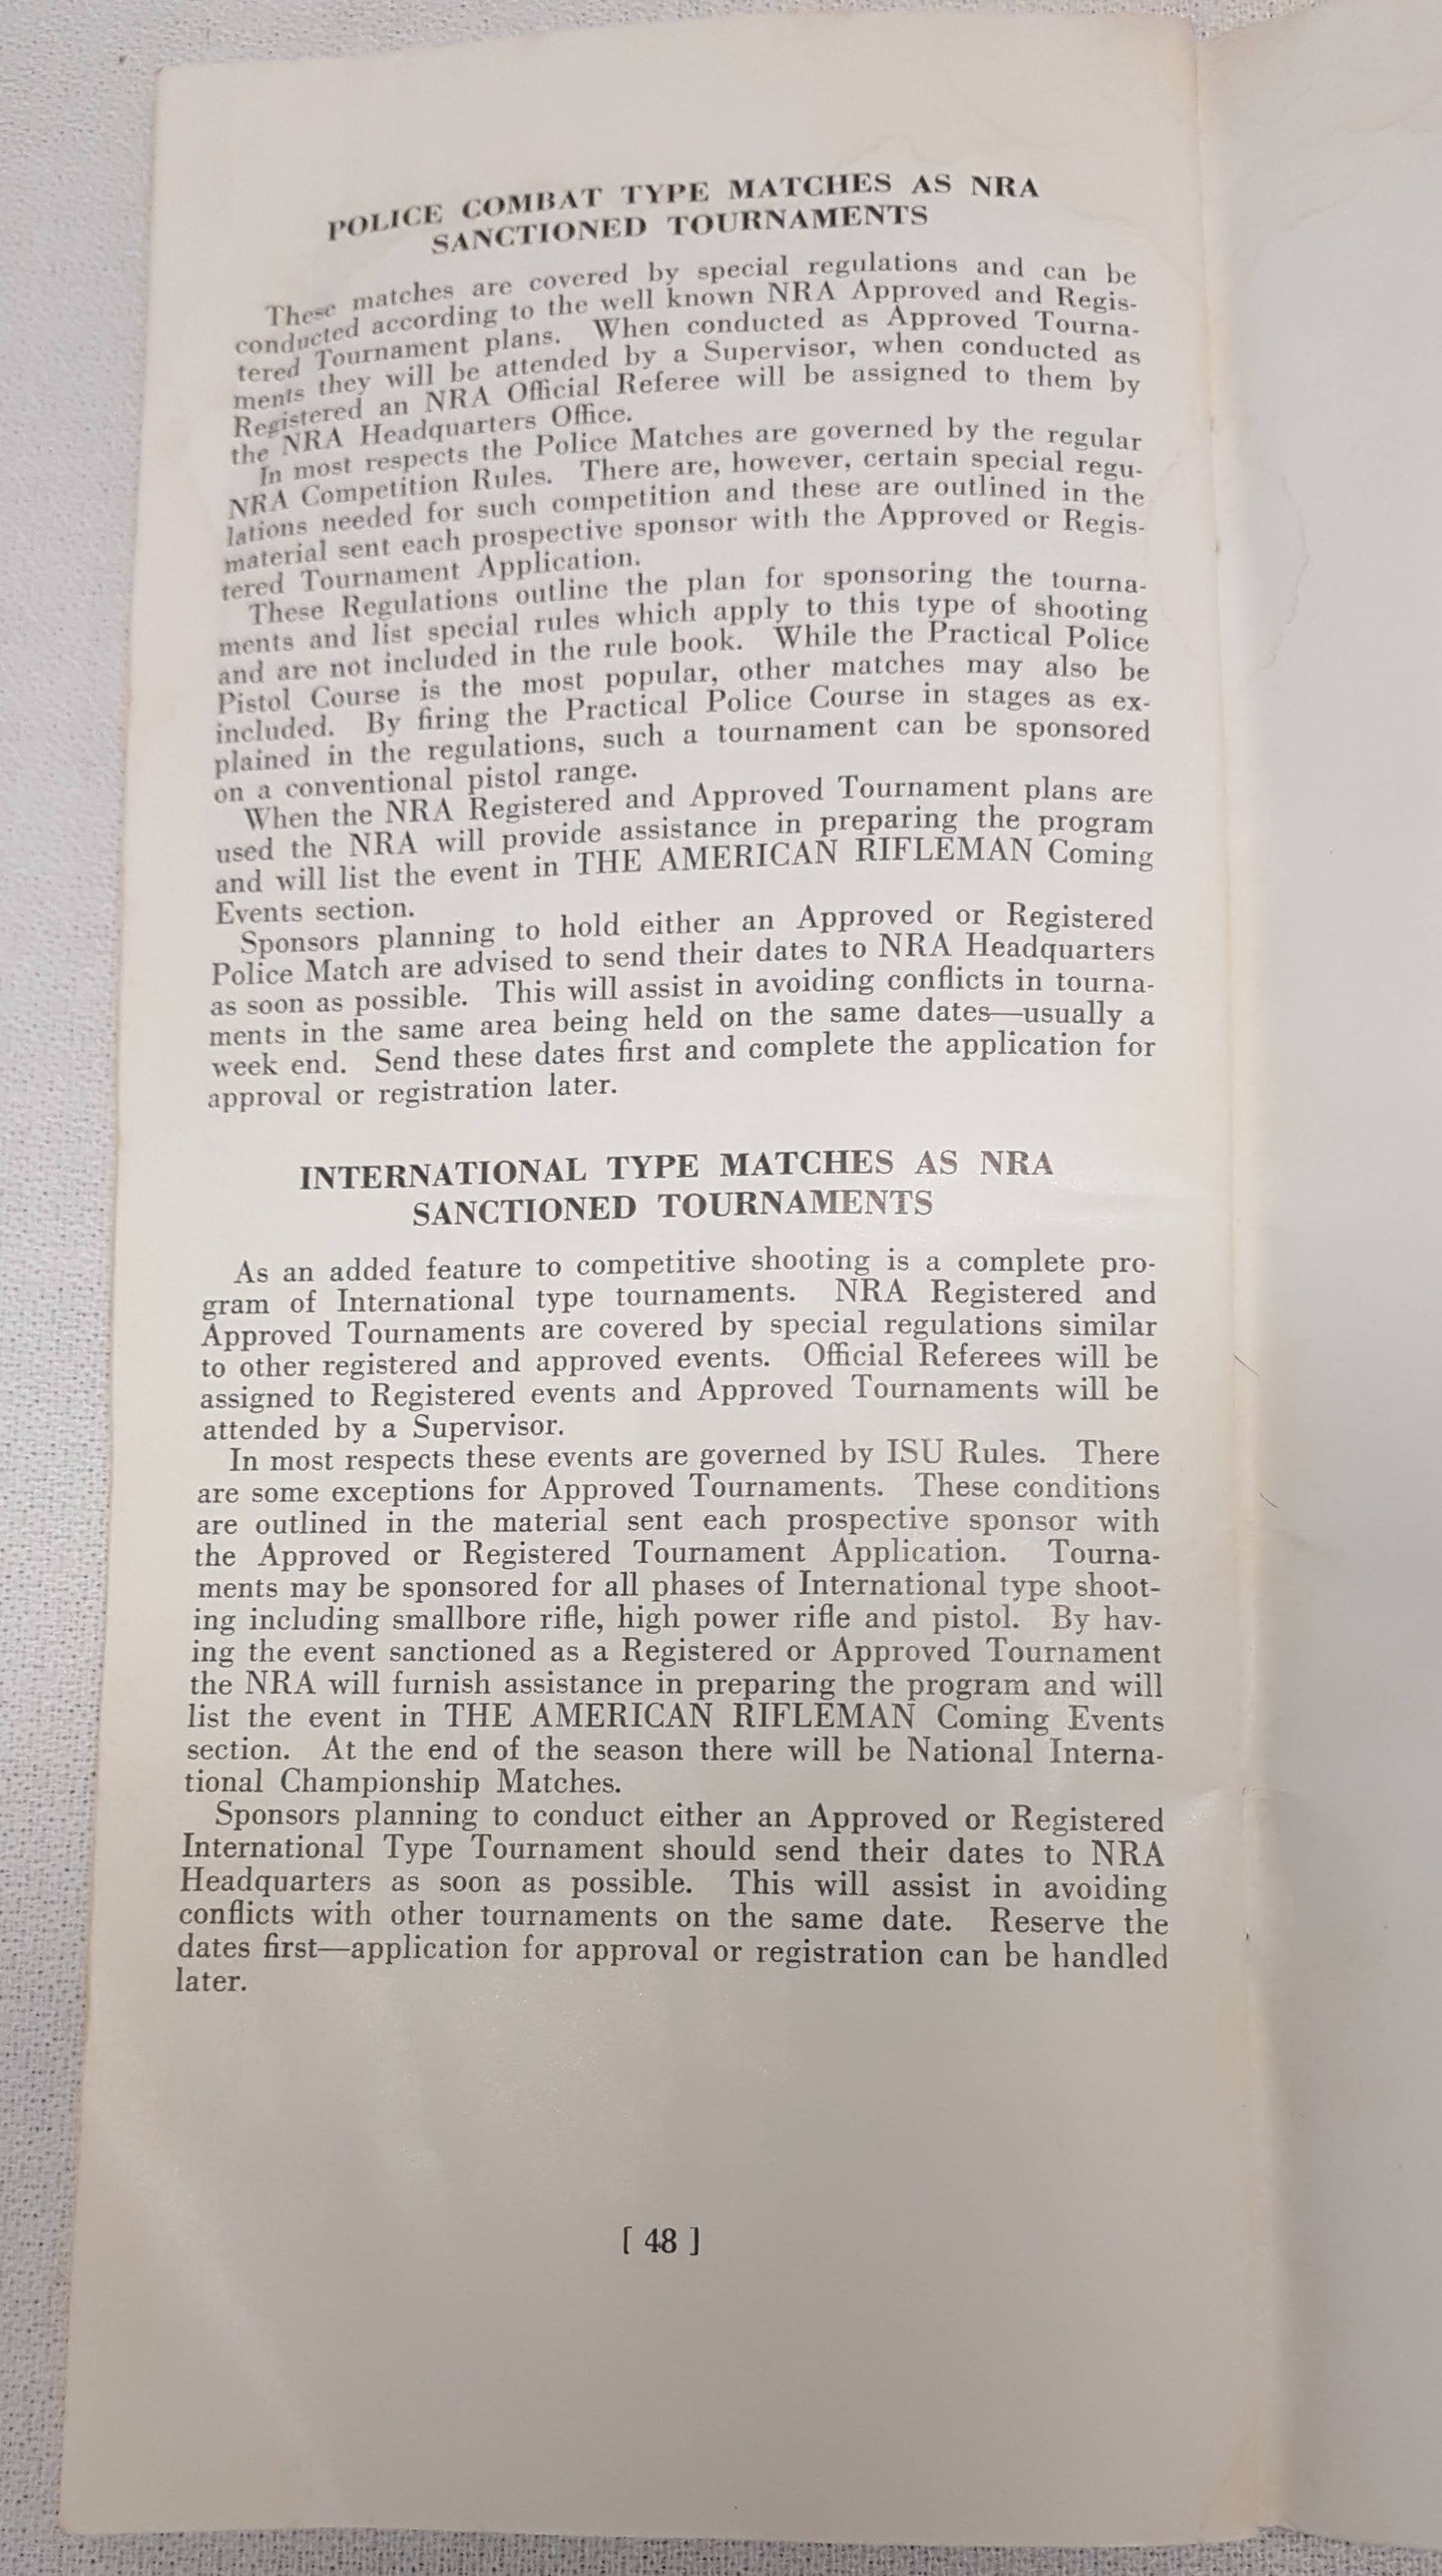 POLICE COMBAT TYPE MATCHES AS NRA
SANCTIONED TOURNAMENTS
These matches are covered by special regulations and can be
conducted according to the well known NRA Approved and Regis-
tered Tournament plans. When conducted as Approved Tourna-
ments they will be attended by a Supervisor, when conducted as
Registered an NRA Official Referee will be assigned to them by
the NRA Headquarters Office.
In most respects the Police Matches are governed by the regular
NRA Competition Rules. There are, however, certain special regu-
lations needed for such competition and these are outlined in the
material sent each prospective sponsor with the Approved or Regis-
tered Tournament Application.
These Regulations outline the plan for sponsoring the tourna-
ments and list special rules which apply to this type of shooting
and are not included in the rule book. While the Practical Police
Pistol Course is the most popular, other matches may also be
included. By firing the Practical Police Course in stages as ex-
plained in the regulations, such a tournament can be sponsored
on a conventional pistol range.
When the NRA Registered and Approved Tournament plans are
used the NRA will provide assistance in preparing the program
and will list the event in THE AMERICAN RIFLEMAN Coming
Events section.
Sponsors planning to hold either an Approved or Registered
Police Match are advised to send their dates to NRA Headquarters
as soon as possible. This will assist in avoiding conflicts in tourna-
ments in the same area being held on the same dates—usually a
week end. Send these dates first and complete the application for
approval or registration later.
INTERNATIONAL TYPE MATCHES AS NRA
SANCTIONED TOURNAMENTS
As an added feature to competitive shooting is a complete pro-
gram of International type tournaments. NRA Registered and
Approved Tournaments are covered by special regulations similar
to other registered and approved events. Official Referees will be
assigned to Registered events and Approved Tournaments will be
attended by a Supervisor.
In most respects these events are governed by ISU Rules. There
are some exceptions for Approved Tournaments. These conditions
are outlined in the material sent each prospective sponsor with
the Approved or Registered Tournament Application. Tourna-
ments may be sponsored for all phases of International type shoot-
ing including smallbore rifle, high power rifle and pistol. By hav-
ing the event sanctioned as a Registered or Approved Tournament
the NRA will furnish assistance in preparing the program and will
list the event in THE AMERICAN RIFLEMAN Coming Events
section. At the end of the season there will be National Interna-
tional Championship Matches.
Sponsors planning to conduct either an Approved or Registered
International Type Tournament should send their dates to NRA
Headquarters as soon as possible. This will assist in avoiding
conflicts with other tournaments on the same date. Reserve the
dates first—application for approval or registration can be handled
later.
[ 48 ]